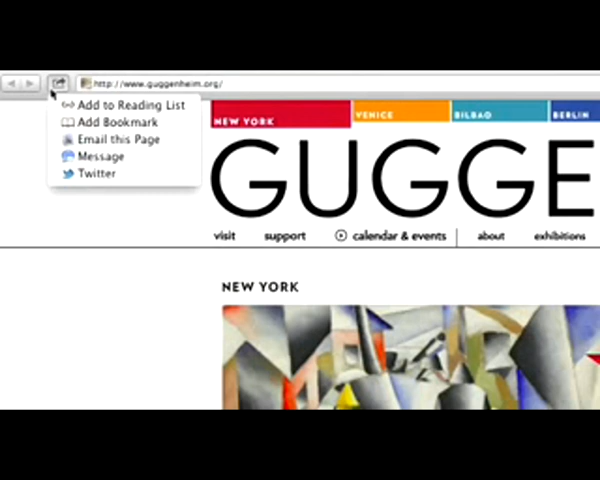 http://www.guggenheim.org/
Add to Reading List
Add Bookmark
Email this Page
Message
Twitter
NEW YORK VENICE BILBAO BERLIN
GUGGE
visit support calendar & events about exhibitions
NEW YORK